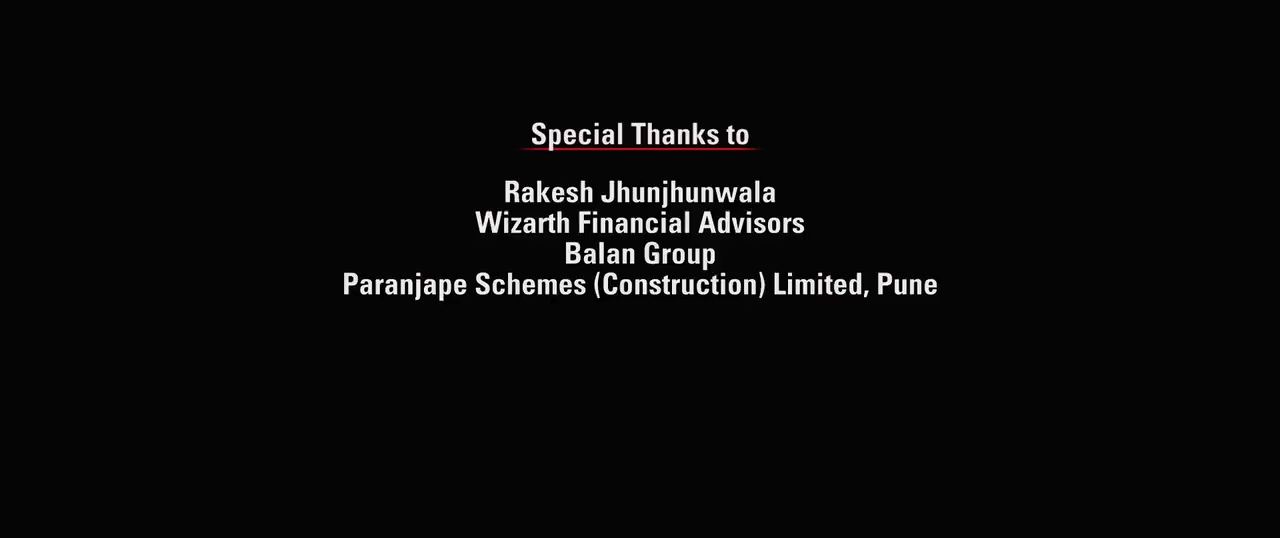 Special Thanks to
Rakesh Jhunjhunwala
Wizarth Financial Advisors
Balan Group
Paranjape Schemes (Construction) Limited, Pune